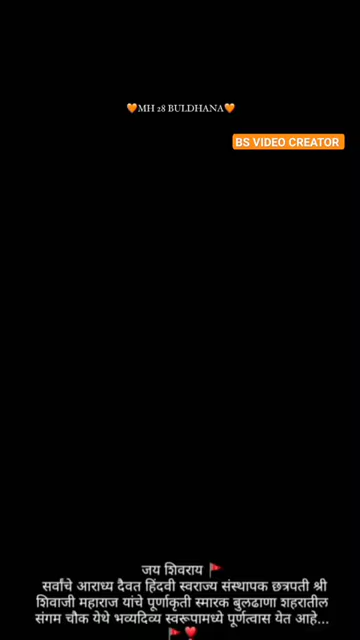 🧡MH 28 BULDHANA🧡
BS VIDEO CREATOR
जय शिवराय 🚩
सर्वांचे आराध्य दैवत हिंदवी स्वराज्य संस्थापक छत्रपती श्री
शिवाजी महाराज यांचे पूर्णाकृती स्मारक बुलढाणा शहरातील
संगम चौक येथे भव्यदिव्य स्वरूपामध्ये पूर्णत्वास येत आहे...
🚩❣️